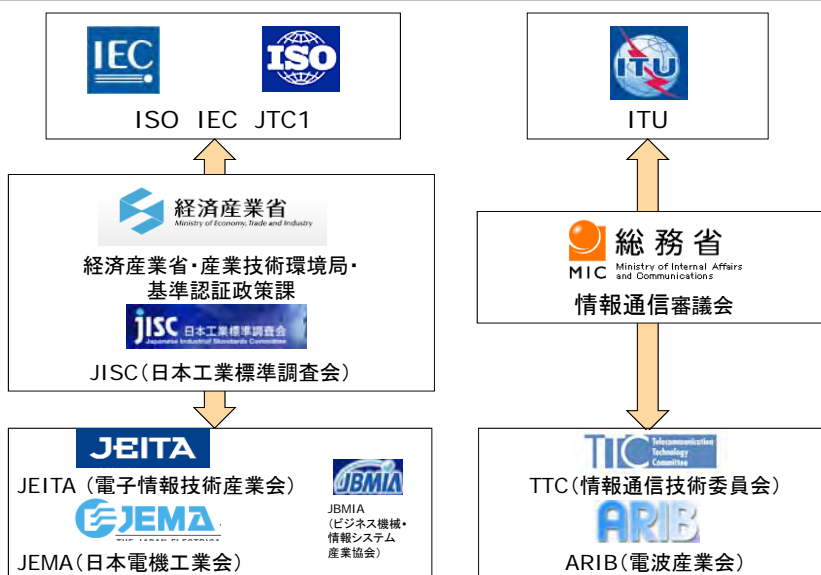 IEC
ISO
ISO IEC JTC1
経済産業省
Ministry of Economy, Trade and Industry
経済産業省・産業技術環境局・
基準認証政策課
JISC 日本工業標準調査会
Japanese Industrial Standards Committee
JISC(日本工業標準調査会)
JEITA
JEITA (電子情報技術産業会)
JEMA
THE JAPAN ELECTRICA
JEMA(日本電機工業会)
JBMIA
JBMIA
(ビジネス機械・
情報システム
産業協会)
ITU
ITU
総務省
MIC Ministry of Internal Affairs
and Communications
情報通信審議会
TTC Telecommunication
Technology
Committee
TTC(情報通信技術委員会)
ARIB
ARIB(電波産業会)